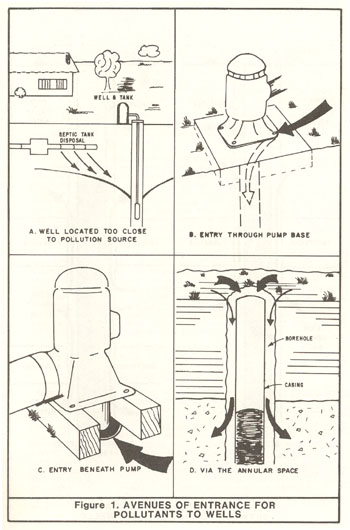 WELL & TANK
SEPTIC TANK
DISPOSAL
A. WELL LOCATED TOO CLOSE
TO POLLUTION SOURCE
B. ENTRY THROUGH PUMP BASE
C. ENTRY BENEATH PUMP
BOREHOLE
CASING
D. VIA THE ANNULAR SPACE
Figure 1. AVENUES OF ENTRANCE FOR
POLLUTANTS TO WELLS